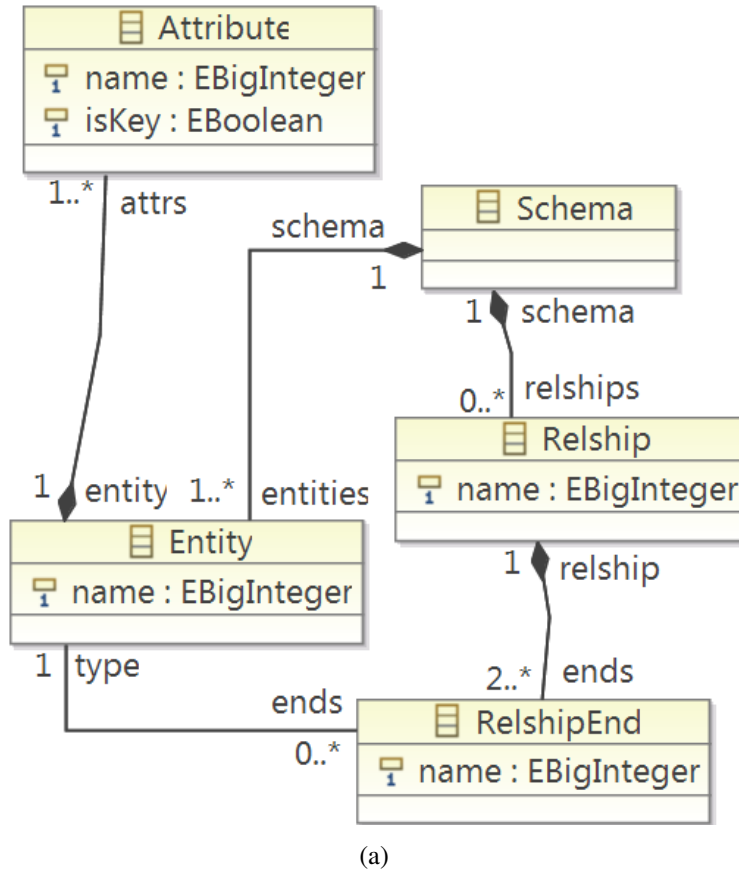 Attribute
name : EBigInteger
isKey : EBoolean
1..*
attrs
Schema
schema
1
1
schema
0..*
relships
Relship
name : EBigInteger
1
entity
1..*
entities
Entity
name : EBigInteger
1
relship
1
type
2..*
ends
ends
0..*
RelshipEnd
name : EBigInteger
(a)